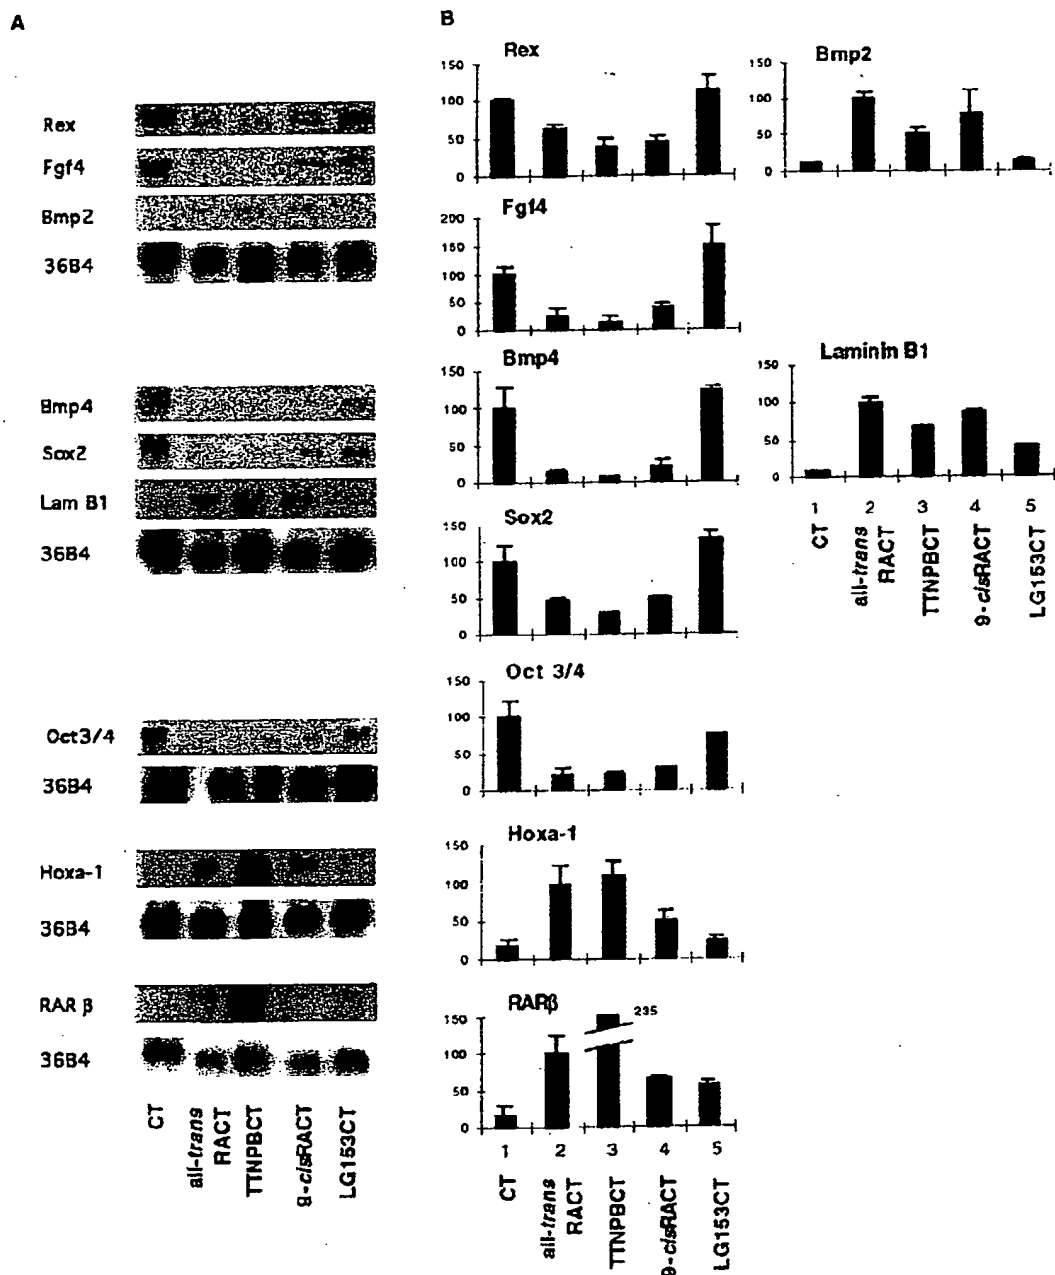 A
B
Rex
Fgf4
Bmp2
36B4
Bmp4
Sox2
Lam B1
36B4
Oct3/4
36B4
Hoxa-1
36B4
RAR β
36B4
CT
all-trans
RACT
TTNPBCT
9-cisRACT
LG153CT
Rex
150
100
50
0
Bmp2
150
100
50
0
Fgf4
200
150
100
50
0
Bmp4
150
100
50
0
Laminin B1
150
100
50
0
1
2
3
4
5
CT
all-trans
RACT
TTNPBCT
9-cisRACT
LG153CT
Sox2
150
100
50
0
Oct 3/4
150
100
50
0
Hoxa-1
150
100
50
0
RARβ
235
150
100
50
0
1
2
3
4
5
CT
all-trans
RACT
TTNPBCT
9-cisRACT
LG153CT